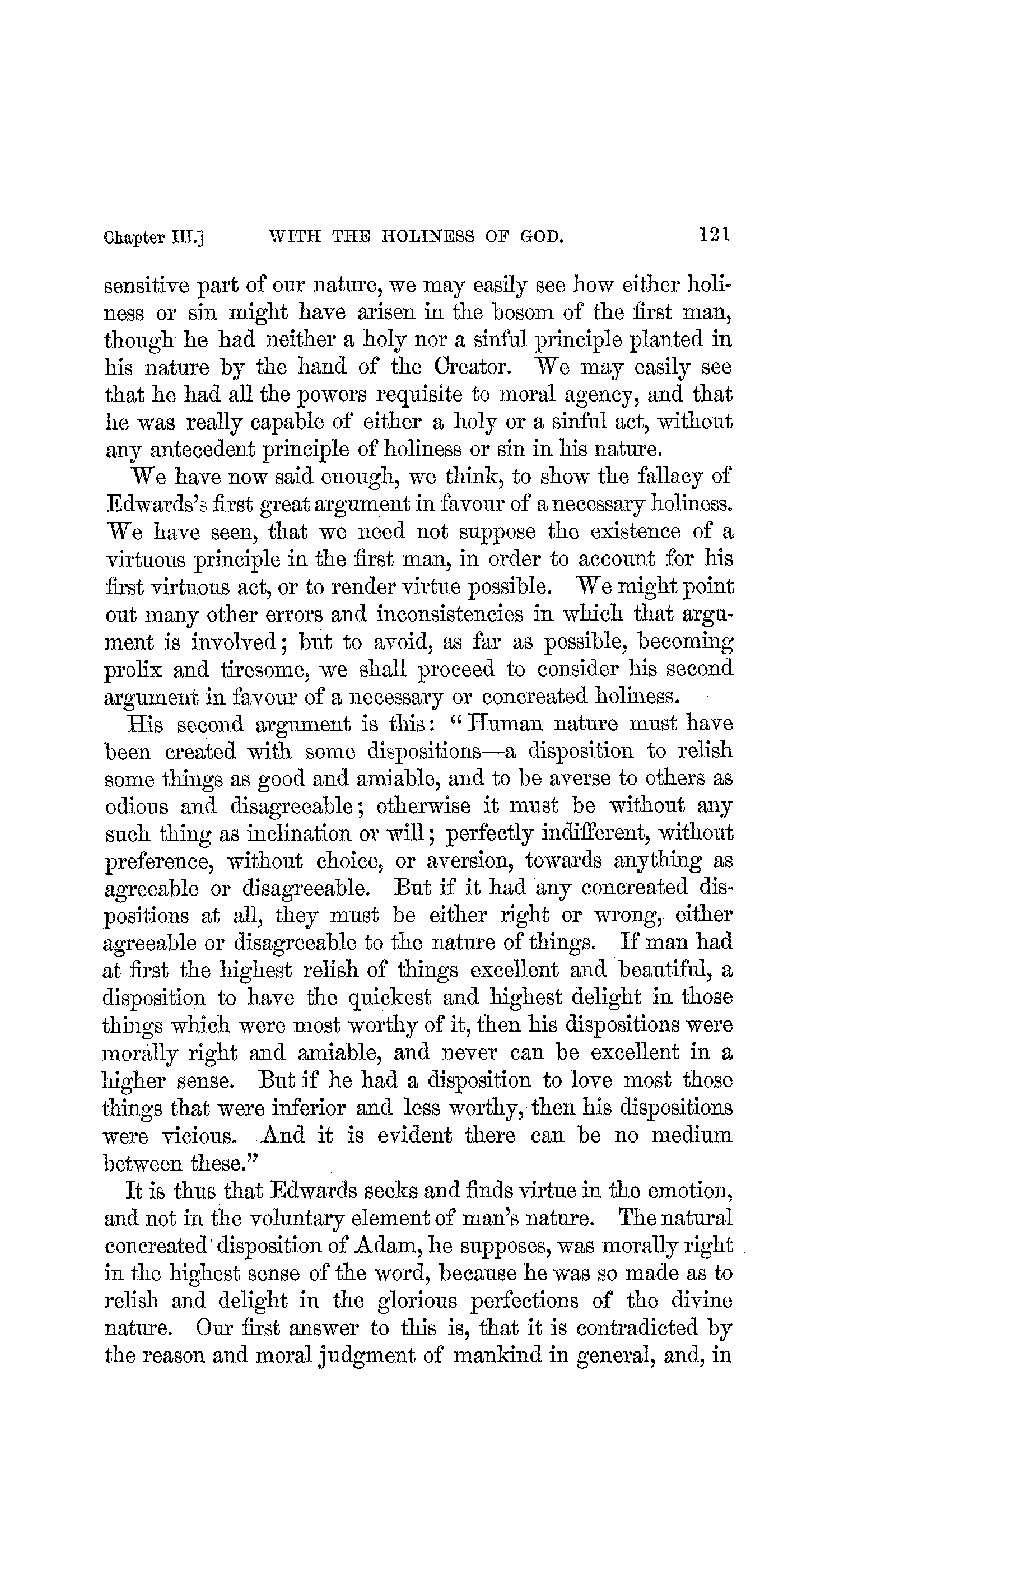 Chapter III.] WITH THE HOLINESS OF GOD. 121
sensitive part of our nature, we may easily see how either holi-
ness or sin might have arisen in the bosom of the first man,
though he had neither a holy nor a sinful principle planted in
his nature by the hand of the Creator. We may easily see
that he had all the powers requisite to moral agency, and that
he was really capable of either a holy or a sinful act, without
any antecedent principle of holiness or sin in his nature.
We have now said enough, we think, to show the fallacy of
Edwards's first great argument in favour of a necessary holiness.
We have seen, that we need not suppose the existence of a
virtuous principle in the first man, in order to account for his
first virtuous act, or to render virtue possible. We might point
out many other errors and inconsistencies in which that argu-
ment is involved; but to avoid, as far as possible, becoming
prolix and tiresome, we shall proceed to consider his second
argument in favour of a necessary or concreated holiness.
His second argument is this: "Human nature must have
been created with some dispositions—a disposition to relish
some things as good and amiable, and to be averse to others as
odious and disagreeable; otherwise it must be without any
such thing as inclination or will; perfectly indifferent, without
preference, without choice, or aversion, towards anything as
agreeable or disagreeable. But if it had any concreated dis-
positions at all, they must be either right or wrong, either
agreeable or disagreeable to the nature of things. If man had
at first the highest relish of things excellent and beautiful, a
disposition to have the quickest and highest delight in those
things which were most worthy of it, then his dispositions were
morally right and amiable, and never can be excellent in a
higher sense. But if he had a disposition to love most those
things that were inferior and less worthy, then his dispositions
were vicious. And it is evident there can be no medium
between these."
It is thus that Edwards seeks and finds virtue in the emotion,
and not in the voluntary element of man's nature. The natural
concreated disposition of Adam, he supposes, was morally right
in the highest sense of the word, because he was so made as to
relish and delight in the glorious perfections of the divine
nature. Our first answer to this is, that it is contradicted by
the reason and moral judgment of mankind in general, and, in